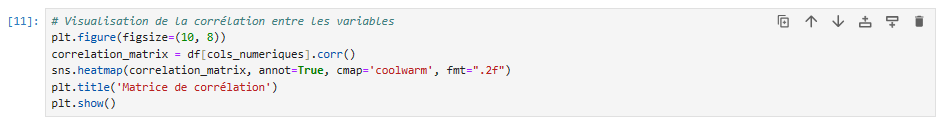 [11]: # Visualisation de la corrélation entre les variables
plt.figure(figsize=(10, 8))
correlation_matrix = df[cols_numeriques].corr()
sns.heatmap(correlation_matrix, annot=True, cmap='coolwarm', fmt=".2f")
plt.title('Matrice de corrélation')
plt.show()